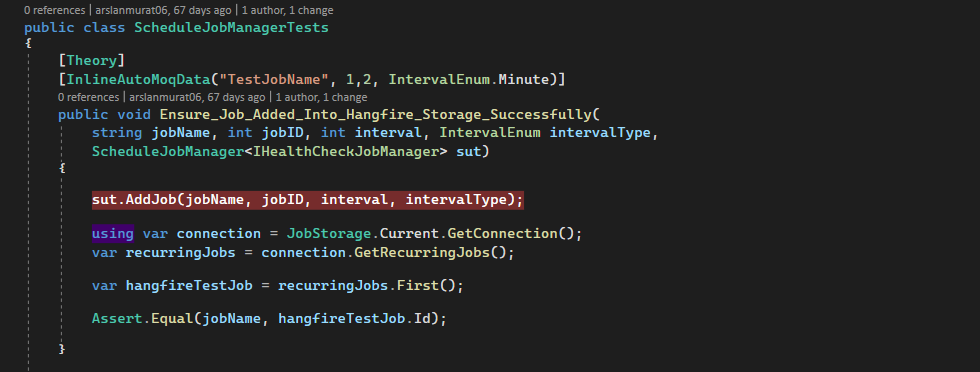 0 references | arslanmurat06, 67 days ago | 1 author, 1 change
public class ScheduleJobManagerTests
{
[Theory]
[InlineAutoMoqData("TestJobName", 1,2, IntervalEnum.Minute)]
0 references | arslanmurat06, 67 days ago | 1 author, 1 change
public void Ensure_Job_Added_Into_Hangfire_Storage_Successfully(
string jobName, int jobID, int interval, IntervalEnum intervalType,
ScheduleJobManager<IHealthCheckJobManager> sut)
{
sut.AddJob(jobName, jobID, interval, intervalType);
using var connection = JobStorage.Current.GetConnection();
var recurringJobs = connection.GetRecurringJobs();
var hangfireTestJob = recurringJobs.First();
Assert.Equal(jobName, hangfireTestJob.Id);
}